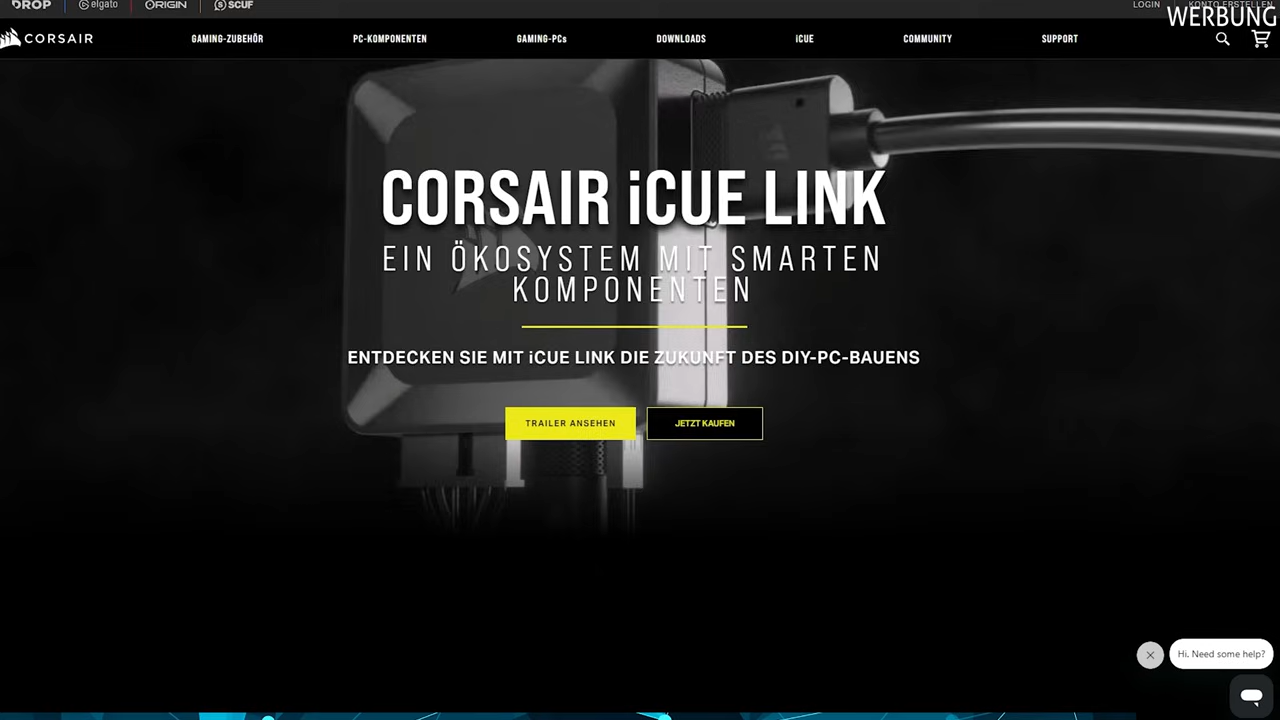 DROP elgato ORIGIN SCUF LOGIN KONTO ERSTELLEN
WERBUNG
CORSAIR GAMING-ZUBEHÖR PC-KOMPONENTEN GAMING-PCs DOWNLOADS iCUE COMMUNITY SUPPORT
CORSAIR iCUE LINK
EIN ÖKOSYSTEM MIT SMARTEN
KOMPONENTEN
ENTDECKEN SIE MIT iCUE LINK DIE ZUKUNFT DES DIY-PC-BAUENS
TRAILER ANSEHEN JETZT KAUFEN
Hi. Need some help?